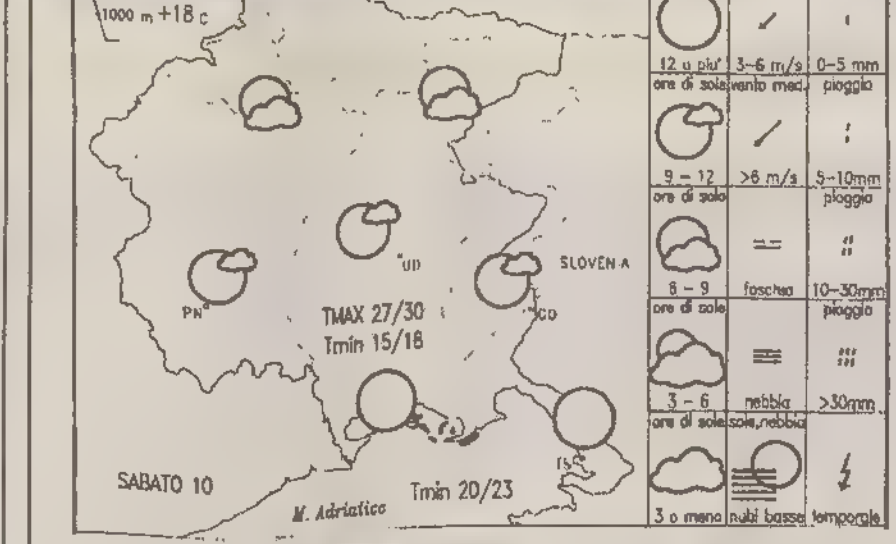 1000 m +18 c
SLOVEN A
UD
PN
GO
TMAX 27/30
Tmin 15/18
TS
SABATO 10
M. Adriatico
Tmin 20/23
12 o piu' 3-6 m/s 0-5 mm
ore di sole vento med. pioggia
9 - 12 >6 m/s 5-10mm
ore di sole pioggia
6 - 9 foschia 10-30mm
ore di sole pioggia
3 - 6 nebbia >30mm
ore di sole sole,nebbia
3 o meno nubi basse temporale